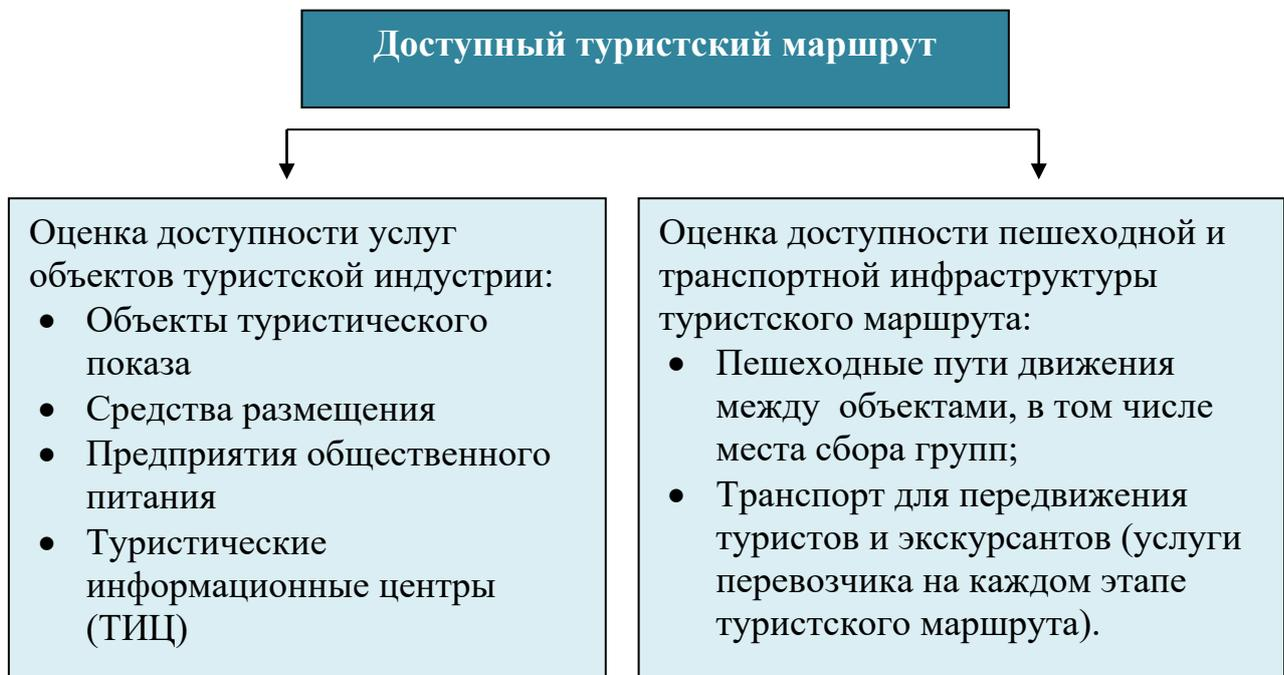 Доступный туристский маршрут
Оценка доступности услуг
объектов туристской индустрии:
• Объекты туристического
показа
• Средства размещения
• Предприятия общественного
питания
• Туристические
информационные центры
(ТИЦ)
Оценка доступности пешеходной и
транспортной инфраструктуры
туристского маршрута:
• Пешеходные пути движения
между  объектами, в том числе
места сбора групп;
• Транспорт для передвижения
туристов и экскурсантов (услуги
перевозчика на каждом этапе
туристского маршрута).